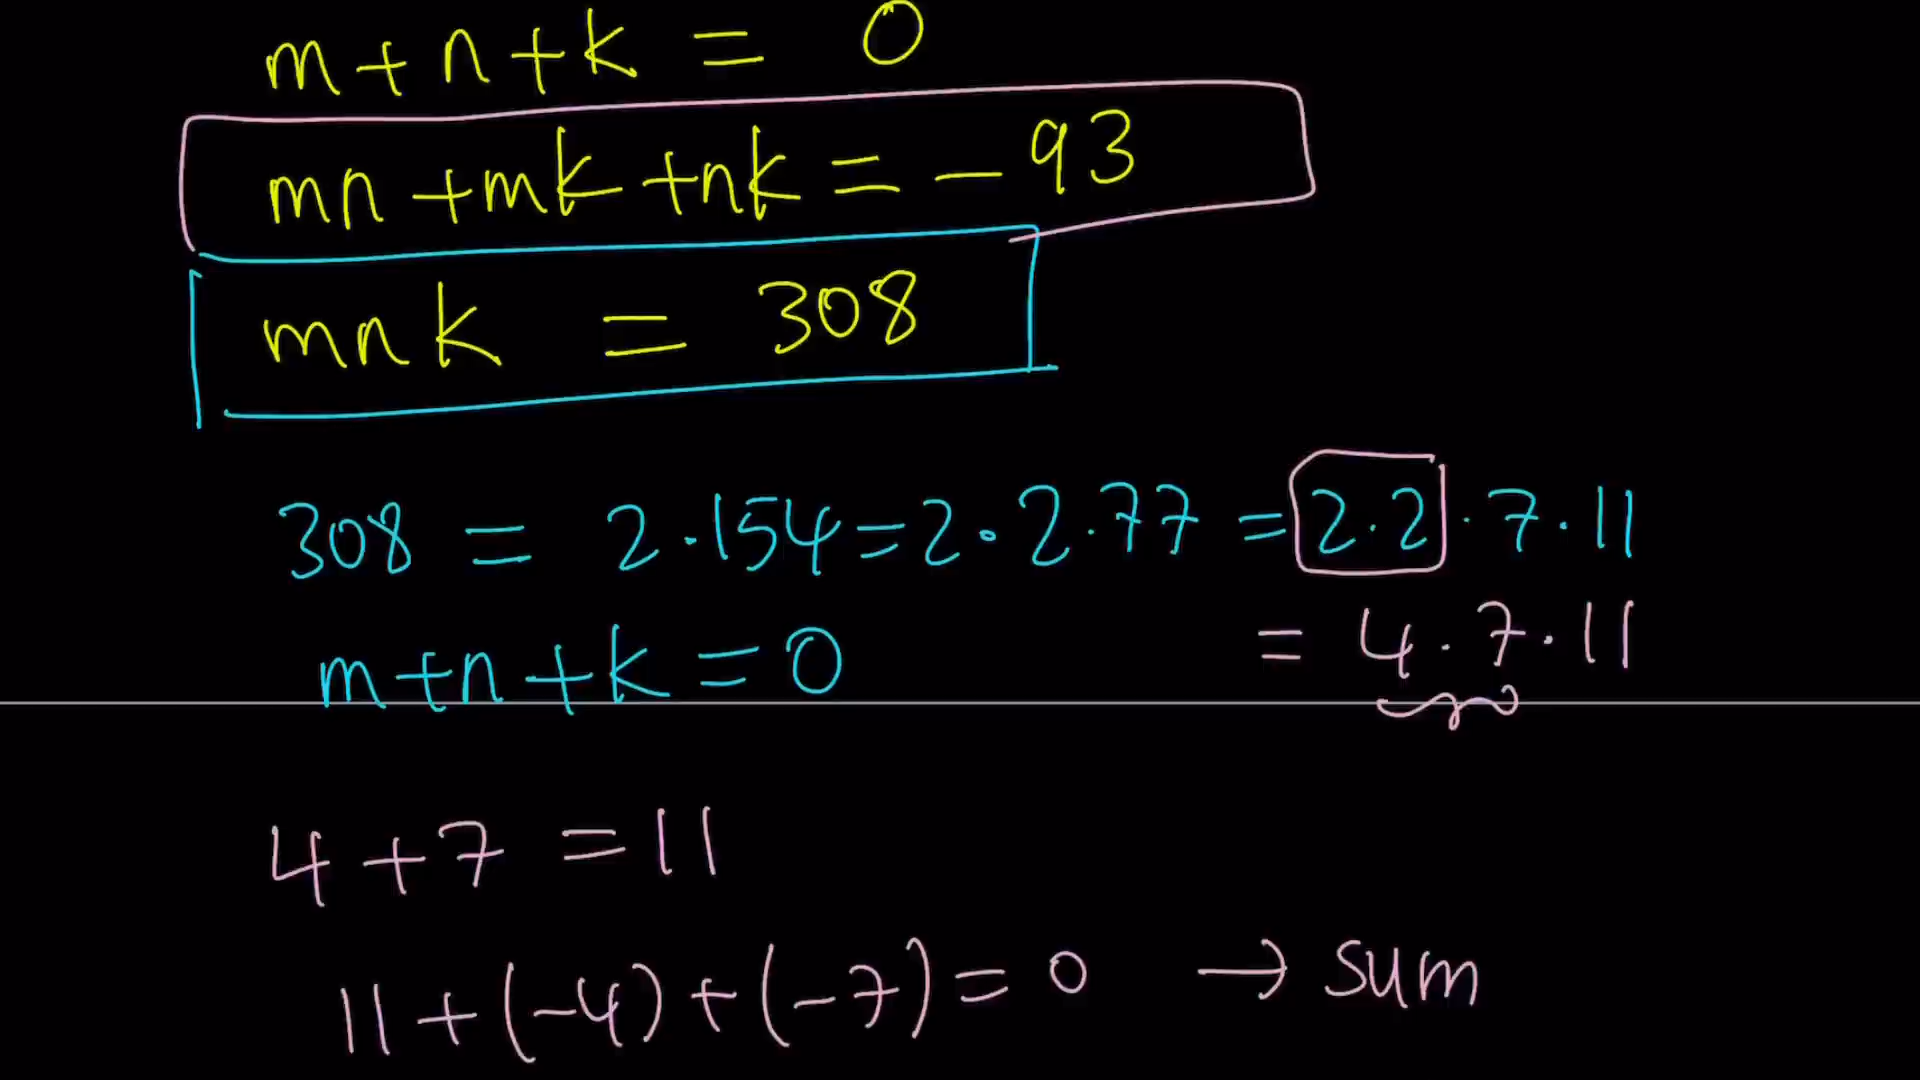 m + n + k = 0
mn + mk + nk = - 93
mnk = 308
308 = 2 · 154 = 2 · 2 · 77 = 2 · 2 · 7 · 11
= 4 · 7 · 11
m + n + k = 0
4 + 7 = 11
11 + (-4) + (-7) = 0 → sum